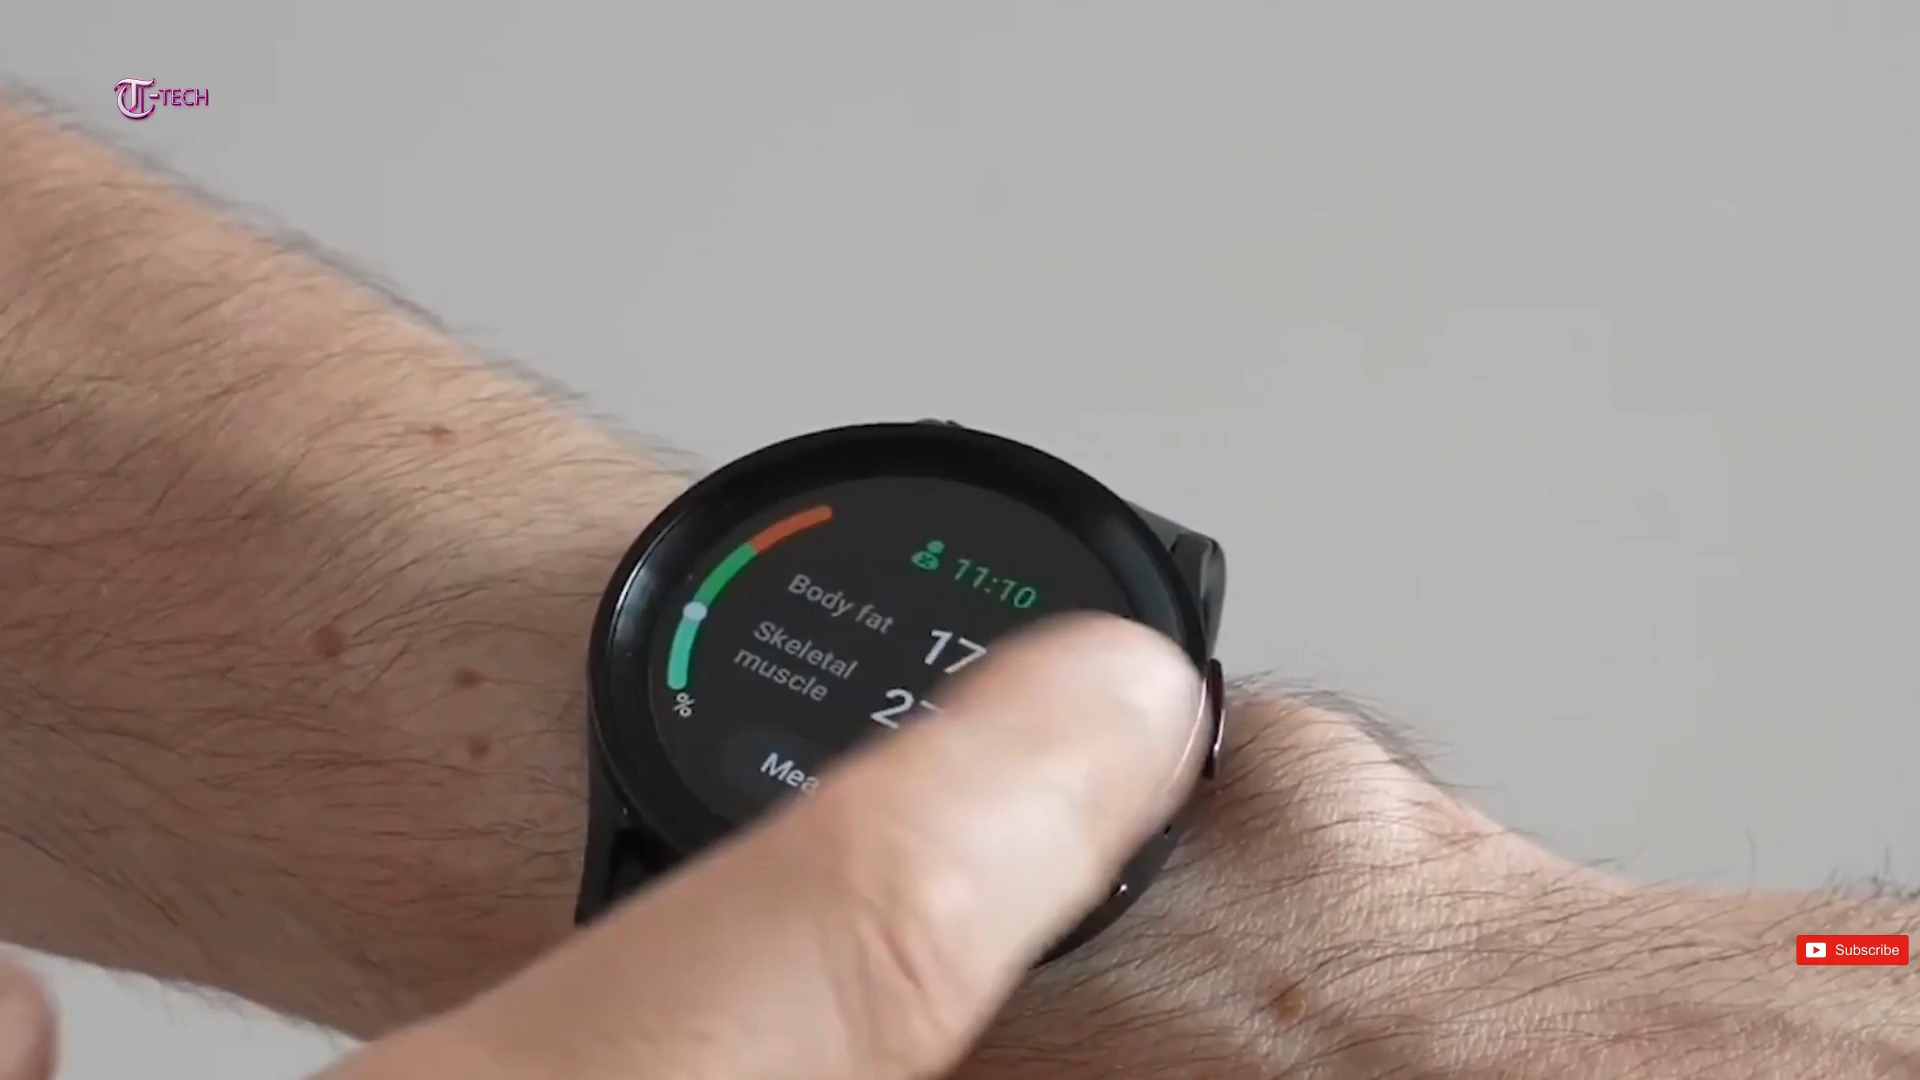 T-TECH
11:10
Body fat
17
Skeletal
muscle
%
Subscribe